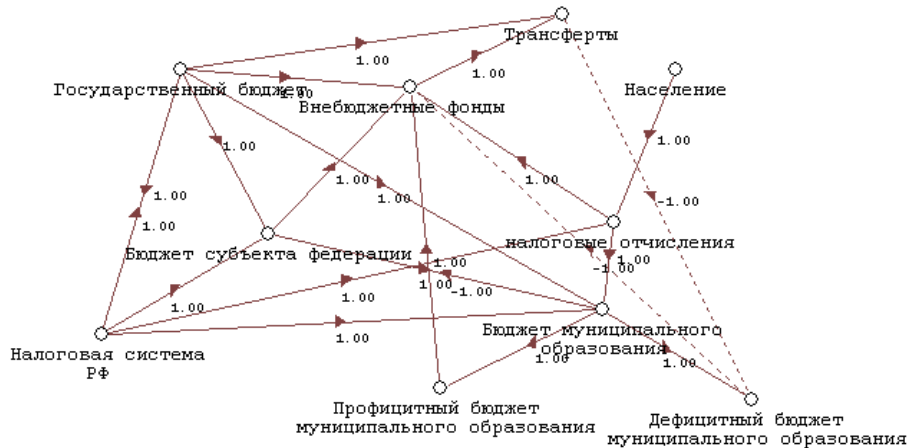 Трансферты
1.00
1.00
Государственный бюджет
1.00
Внебюджетные фонды
Население
1.00
1.00
1.00
1.00
1.00
1.00
1.00
-1.00
Бюджет субъекта федерации
налоговые отчисления
1.00
1.00
-1.00
1.00
1.00
-1.00
1.00
1.00
Налоговая система
РФ
1.00
Бюджет муниципального
образования
1.00
1.00
Профицитный бюджет
муниципального образования
Дефицитный бюджет
муниципального образования